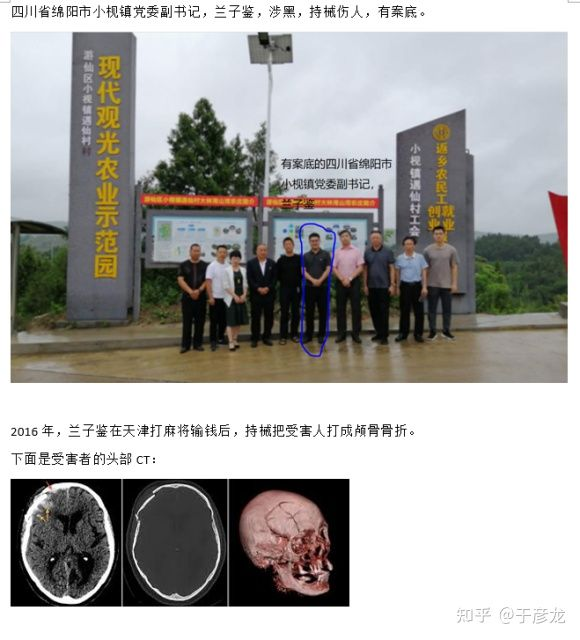 四川省绵阳市小枧镇党委副书记，兰子鉴，涉黑，持械伤人，有案底。
游仙区小枧镇遇仙村
现代观光农业示范园
有案底的四川省绵阳市
小枧镇党委副书记，
兰子鉴
返乡农民工
创业就业
小枧镇遇仙村工会
2016 年，兰子鉴在天津打麻将输钱后，持械把受害人打成颅骨骨折。
下面是受害者的头部 CT：
知乎 @于彦龙